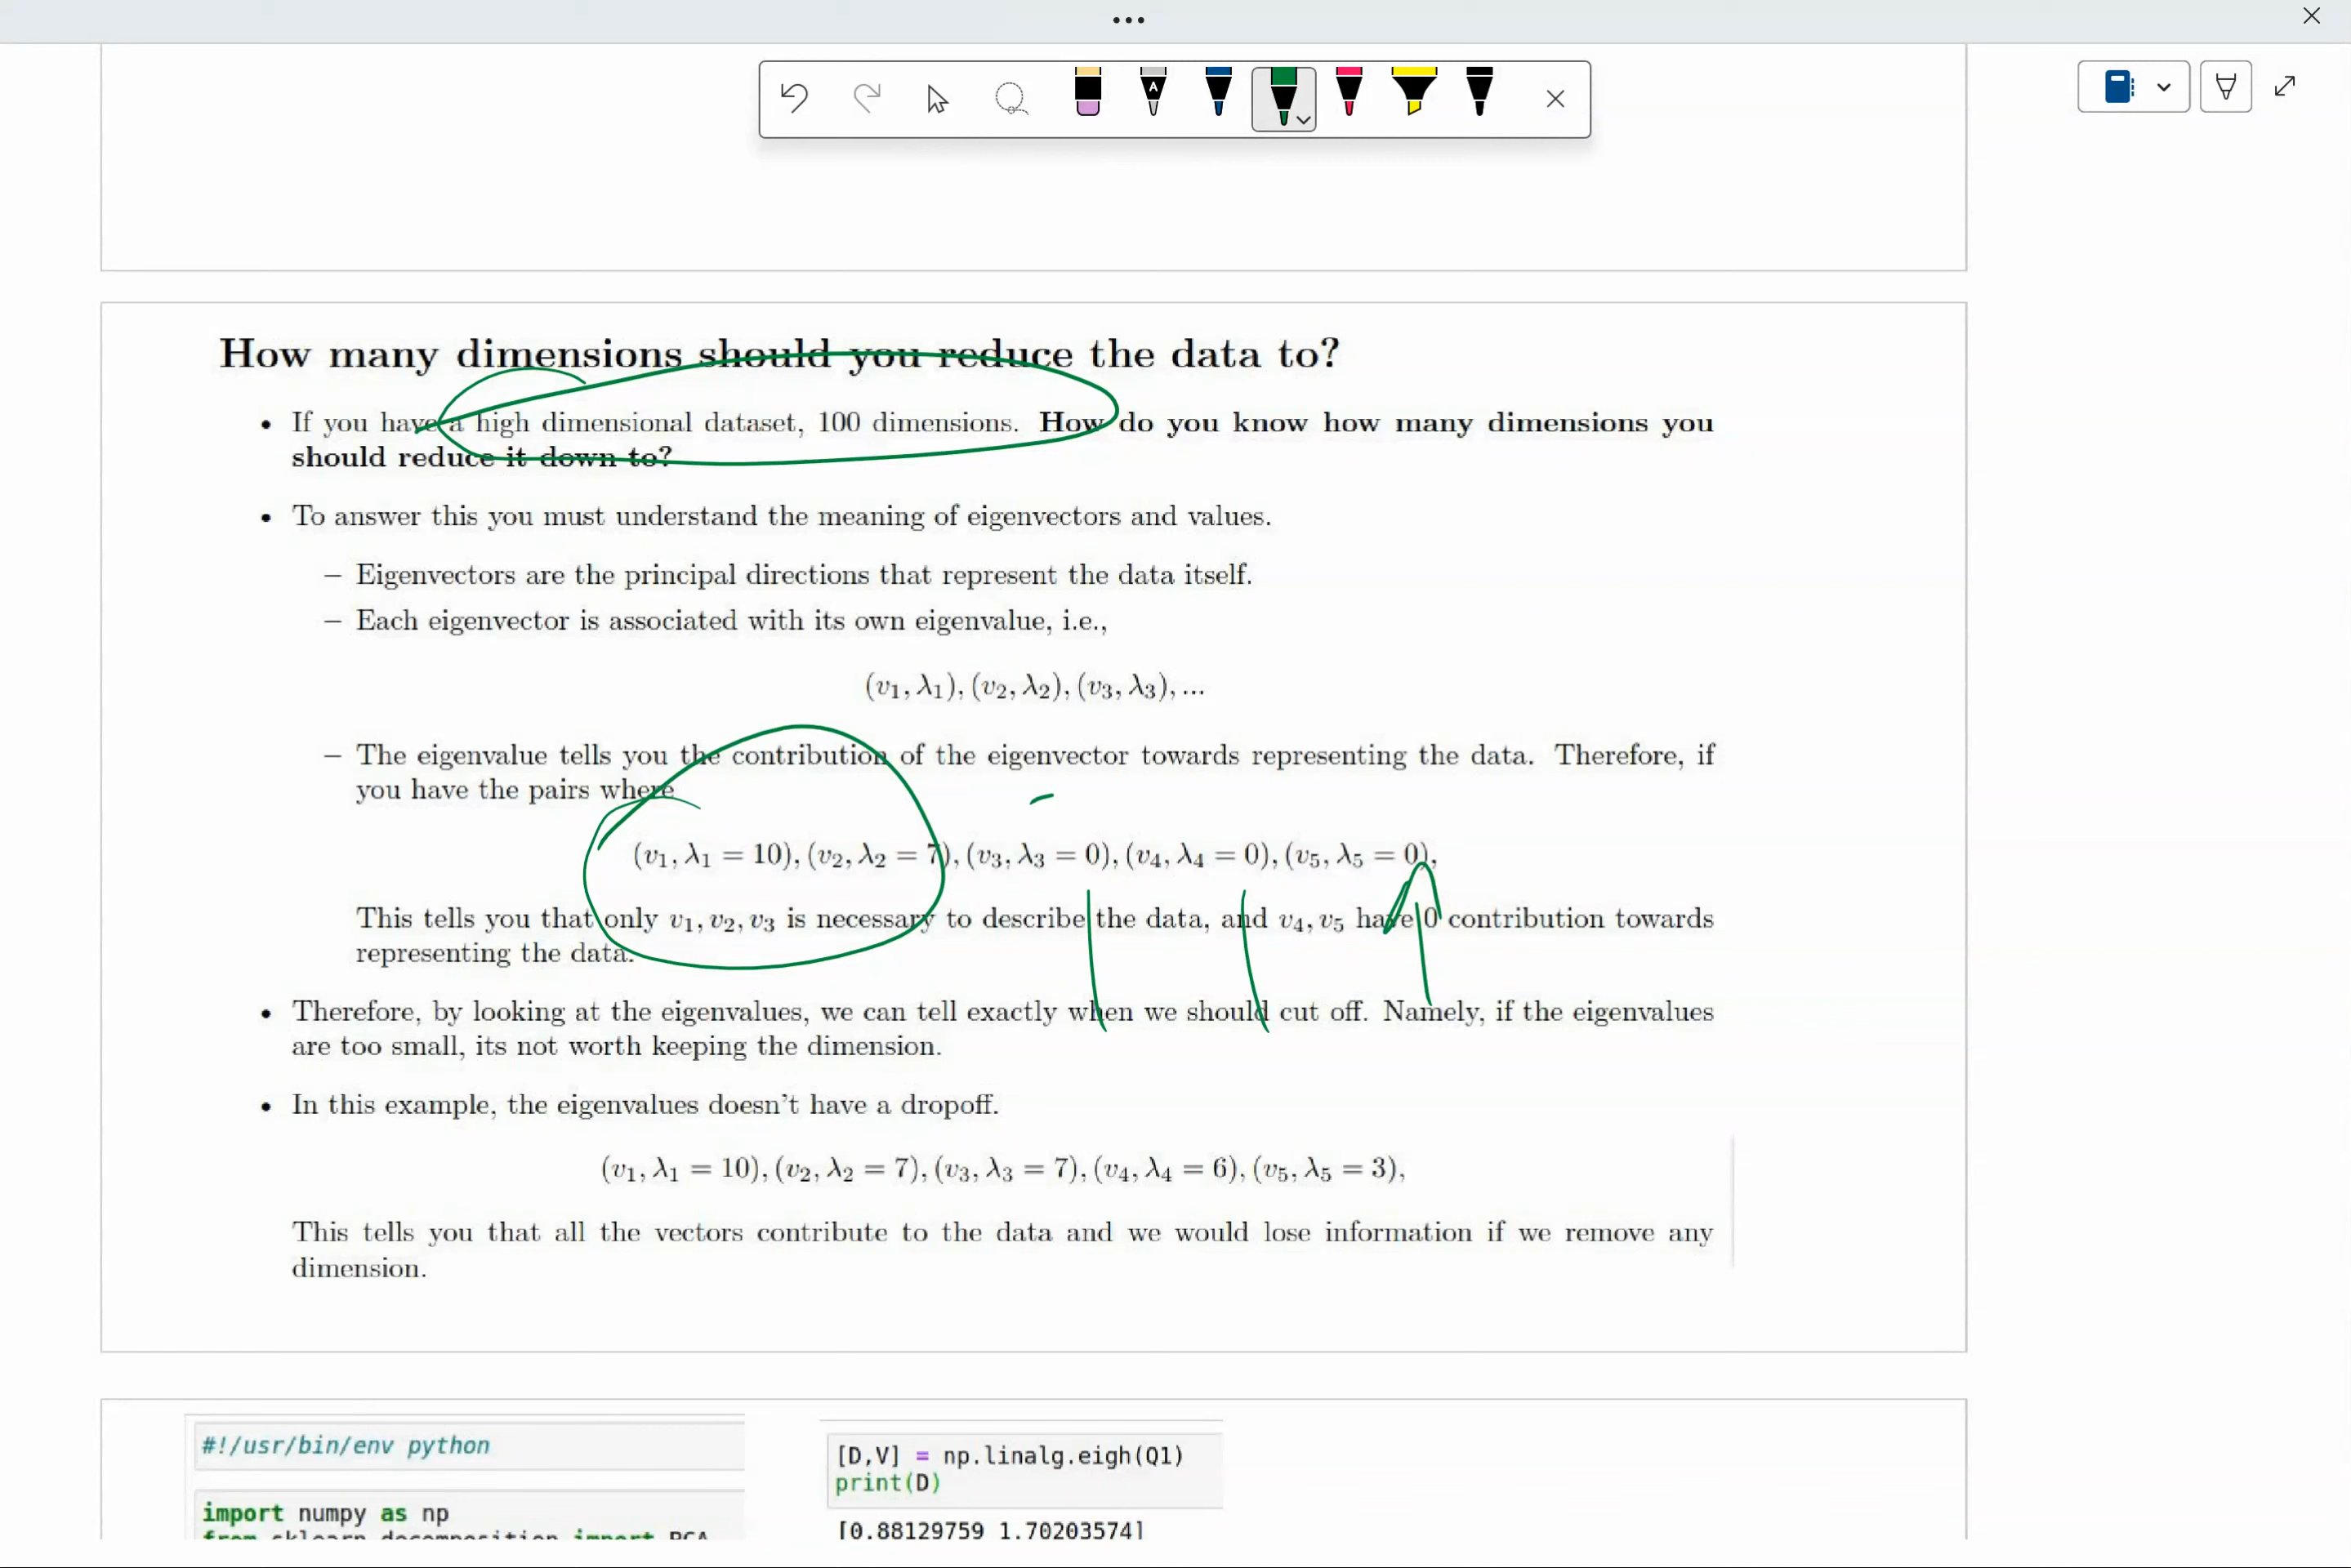 How many dimensions should you reduce the data to?
• If you have a high dimensional dataset, 100 dimensions. How do you know how many dimensions you
should reduce it down to?
• To answer this you must understand the meaning of eigenvectors and values.
– Eigenvectors are the principal directions that represent the data itself.
– Each eigenvector is associated with its own eigenvalue, i.e.,
(v₁, λ₁), (v₂, λ₂), (v₃, λ₃), ...
– The eigenvalue tells you the contribution of the eigenvector towards representing the data. Therefore, if
you have the pairs where
(v₁, λ₁ = 10), (v₂, λ₂ = 7), (v₃, λ₃ = 0), (v₄, λ₄ = 0), (v₅, λ₅ = 0),
This tells you that only v₁, v₂, v₃ is necessary to describe the data, and v₄, v₅ have 0 contribution towards
representing the data.
• Therefore, by looking at the eigenvalues, we can tell exactly when we should cut off. Namely, if the eigenvalues
are too small, its not worth keeping the dimension.
• In this example, the eigenvalues doesn't have a dropoff.
(v₁, λ₁ = 10), (v₂, λ₂ = 7), (v₃, λ₃ = 7), (v₄, λ₄ = 6), (v₅, λ₅ = 3),
This tells you that all the vectors contribute to the data and we would lose information if we remove any
dimension.
#!/usr/bin/env python
import numpy as np
from sklearn.decomposition import PCA
[D,V] = np.linalg.eigh(Q1)
print(D)
[0.88129759 1.70203574]